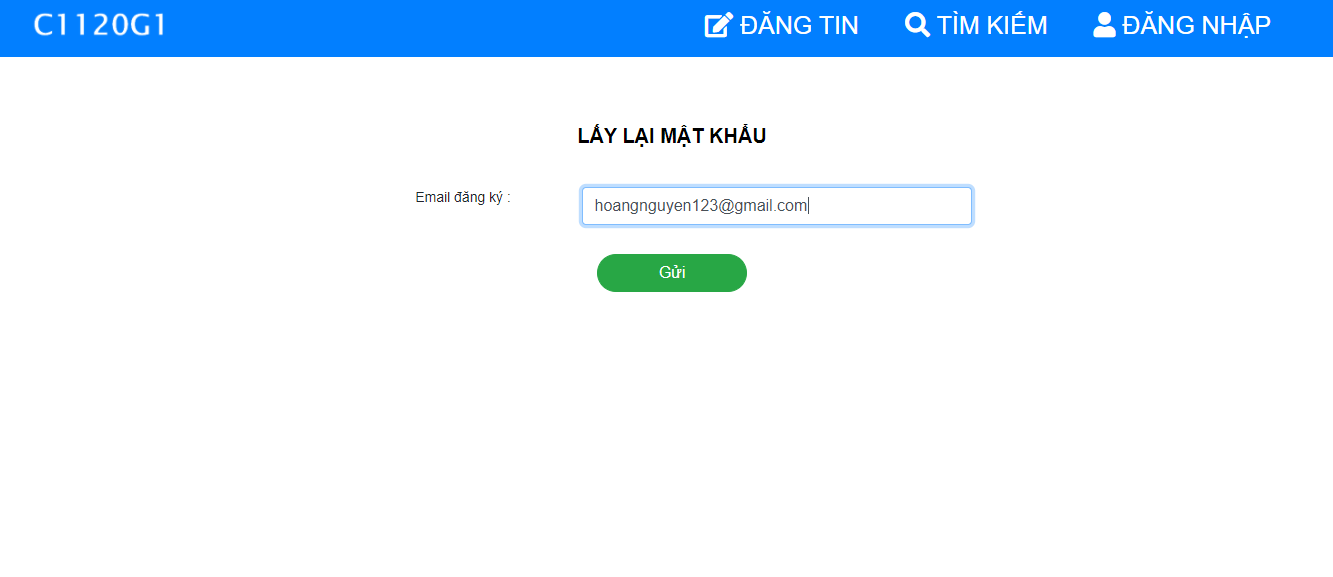 C1120G1 ĐĂNG TIN TÌM KIẾM ĐĂNG NHẬP
LẤY LẠI MẬT KHẨU
Email đăng ký : hoangnguyen123@gmail.com
Gửi